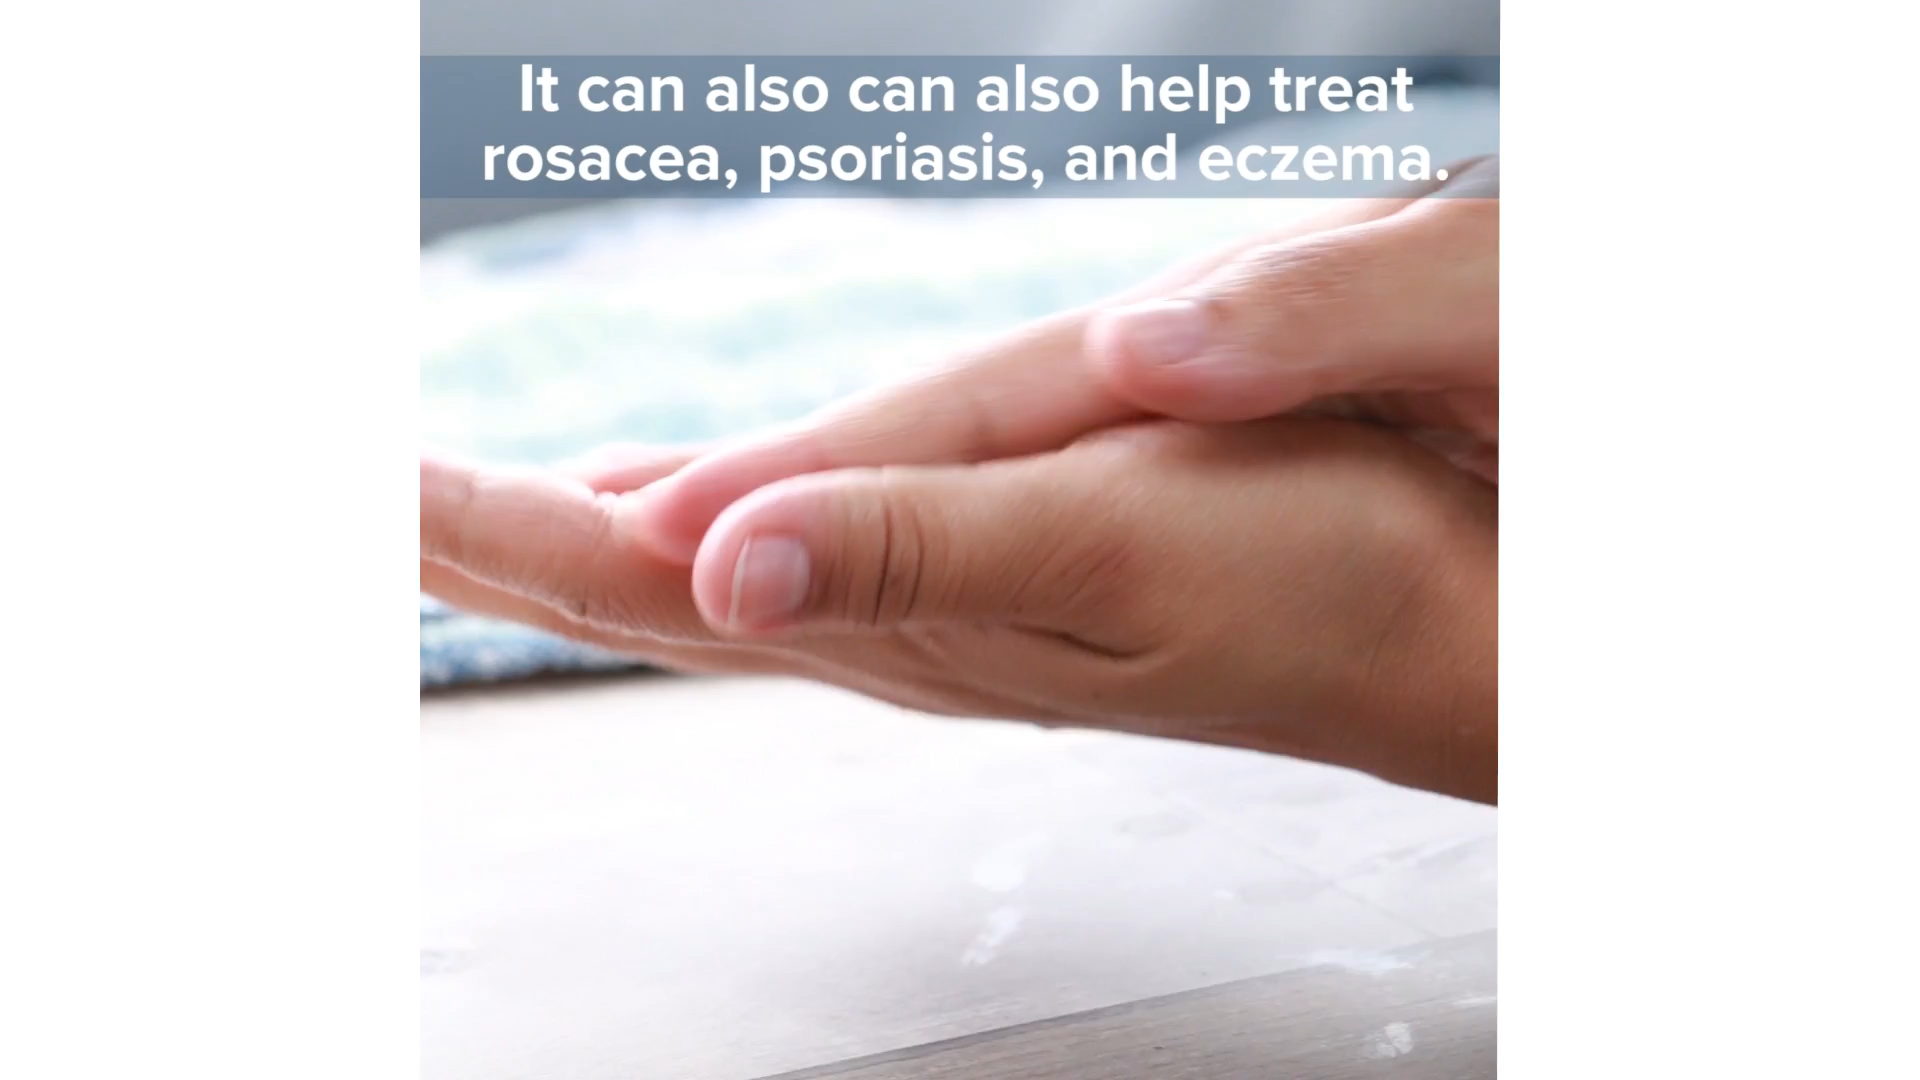 It can also can also help treat
rosacea, psoriasis, and eczema.